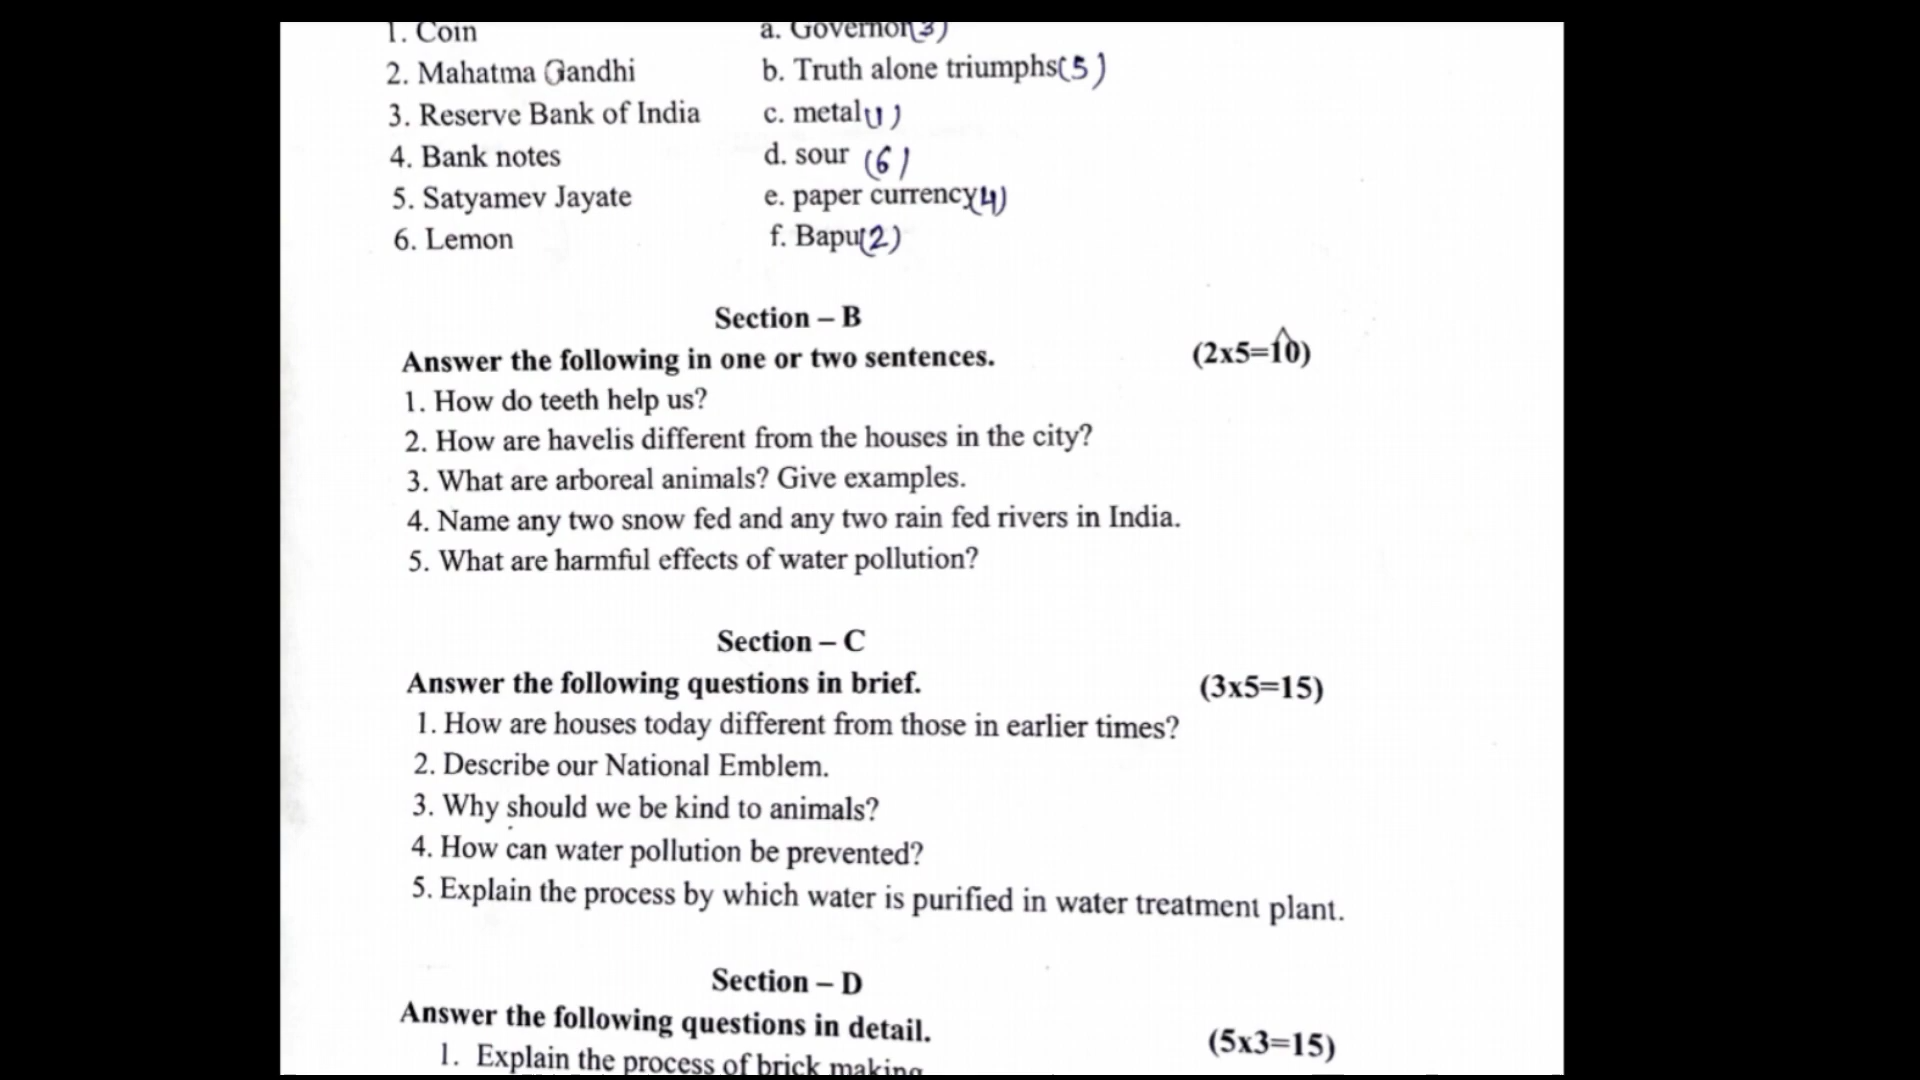 1. Coin a. Governor(3)
2. Mahatma Gandhi b. Truth alone triumphs(5)
3. Reserve Bank of India c. metal(1)
4. Bank notes d. sour (6)
5. Satyamev Jayate e. paper currency(4)
6. Lemon f. Bapu(2)
Section – B
Answer the following in one or two sentences. (2x5=10)
1. How do teeth help us?
2. How are havelis different from the houses in the city?
3. What are arboreal animals? Give examples.
4. Name any two snow fed and any two rain fed rivers in India.
5. What are harmful effects of water pollution?
Section – C
Answer the following questions in brief. (3x5=15)
1. How are houses today different from those in earlier times?
2. Describe our National Emblem.
3. Why should we be kind to animals?
4. How can water pollution be prevented?
5. Explain the process by which water is purified in water treatment plant.
Section – D
Answer the following questions in detail. (5x3=15)
1. Explain the process of brick making